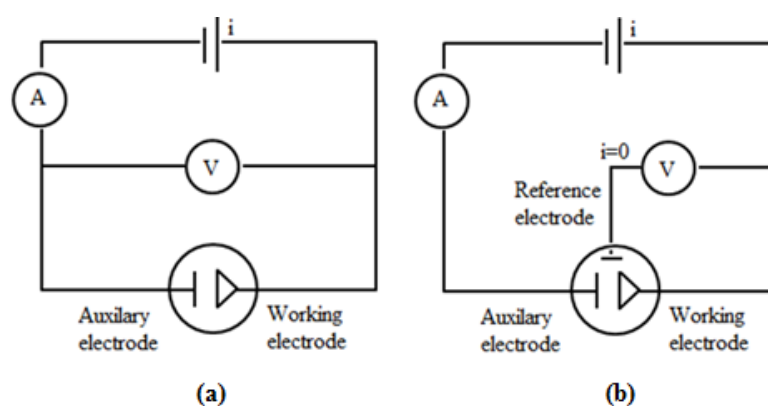 i
A
V
Auxilary
electrode
Working
electrode
(a)
i
A
i=0
V
Reference
electrode
Auxilary
electrode
Working
electrode
(b)